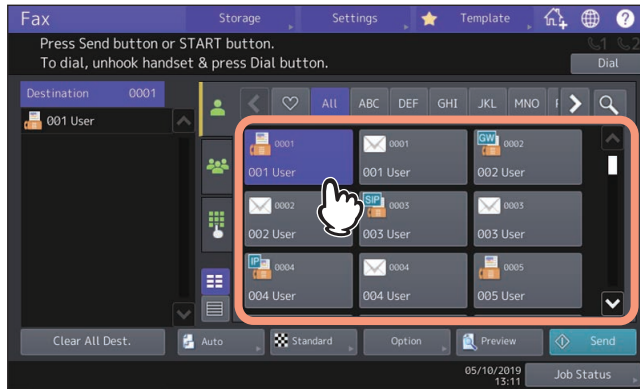 Fax
Storage
Settings
Template
Press Send button or START button.
To dial, unhook handset & press Dial button.
1
2
Dial
Destination 0001
001 User
All
ABC
DEF
GHI
JKL
MNO
0001
001 User
0001
001 User
GW
0002
002 User
0002
002 User
SIP
0003
003 User
0003
003 User
IP
0004
004 User
0004
004 User
0005
005 User
Clear All Dest.
Auto
Standard
Option
Preview
Send
05/10/2019
13:11
Job Status